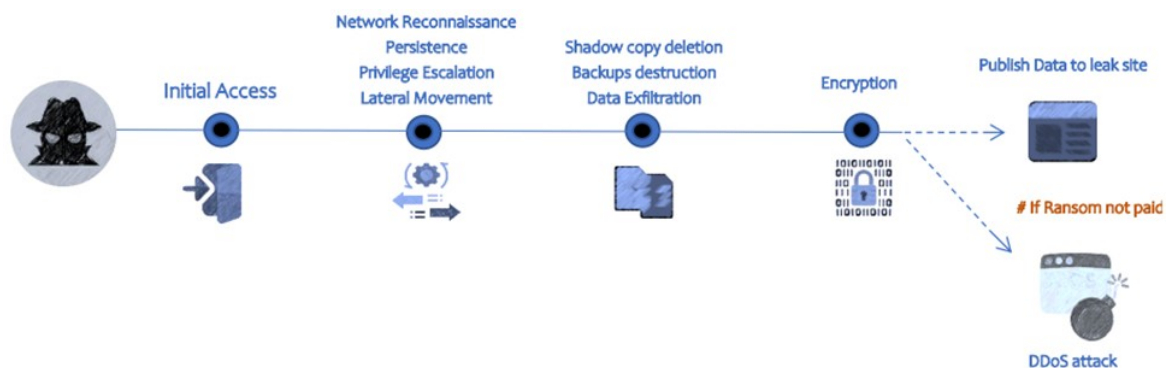 Initial Access
Network Reconnaissance
Persistence
Privilege Escalation
Lateral Movement
Shadow copy deletion
Backups destruction
Data Exfiltration
Encryption
Publish Data to leak site
# If Ransom not paid
DDoS attack